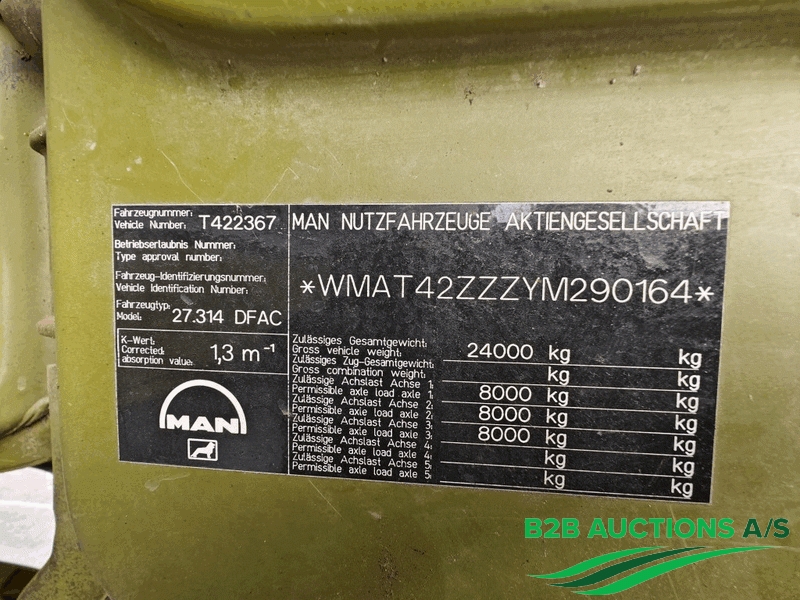 Fahrzeugnummer:
Vehicle Number: T422367
Betriebserlaubnis Nummer:
Type approval number:
Fahrzeug-Identifizierungsnummer:
Vehicle Identification Number:
Fahrzeugtyp:
Model: 27.314 DFAC
K-Wert:
Corrected absorption value: 1,3 m⁻¹
MAN
MAN NUTZFAHRZEUGE AKTIENGESELLSCHAFT
*WMAT42ZZZYM290164*
Zulässiges Gesamtgewicht:
Gross vehicle weight: 24000 kg kg
Zulässiges Zug-Gesamtgewicht:
Gross combination weight: kg kg
Zulässige Achslast Achse 1:
Permissible axle load axle 1: 8000 kg kg
Zulässige Achslast Achse 2:
Permissible axle load axle 2: 8000 kg kg
Zulässige Achslast Achse 3:
Permissible axle load axle 3: 8000 kg kg
Zulässige Achslast Achse 4:
Permissible axle load axle 4: kg kg
Zulässige Achslast Achse 5:
Permissible axle load axle 5: kg kg
B2B AUCTIONS A/S